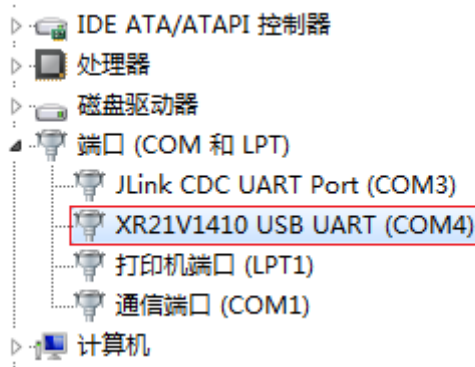 IDE ATA/ATAPI 控制器
处理器
磁盘驱动器
端口 (COM 和 LPT)
JLink CDC UART Port (COM3)
XR21V1410 USB UART (COM4)
打印机端口 (LPT1)
通信端口 (COM1)
计算机